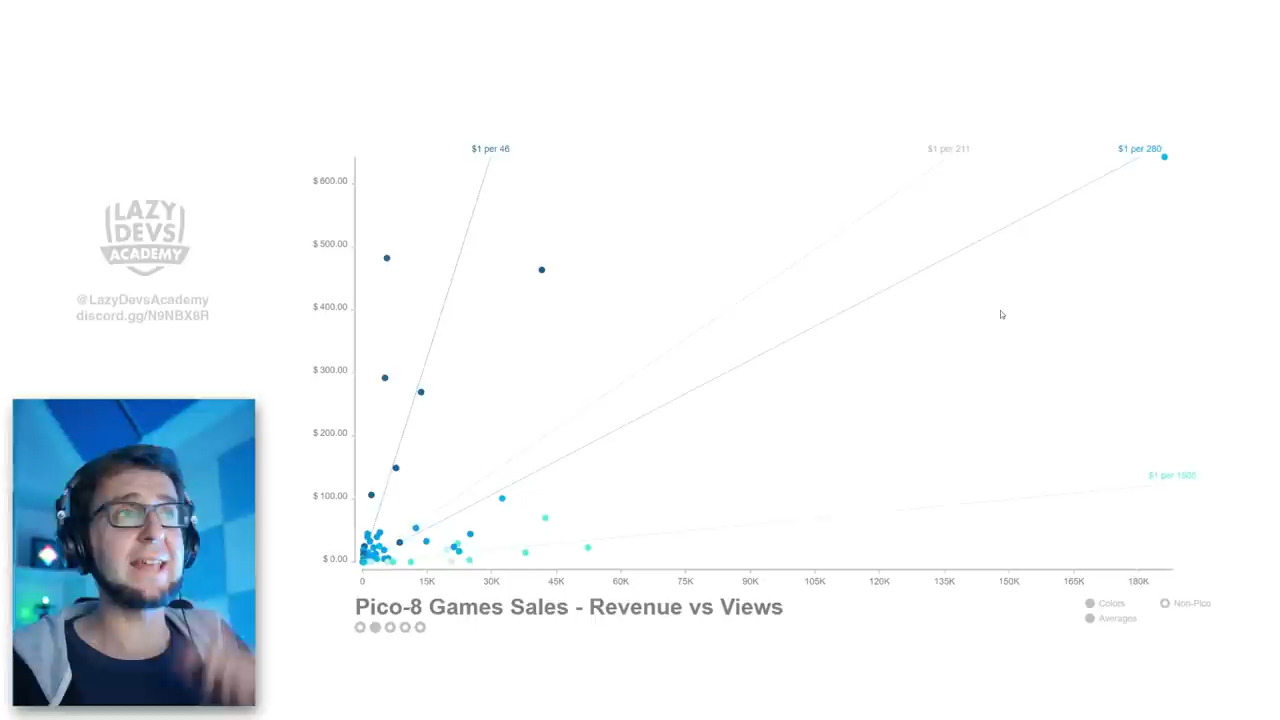 $1 per 46
$1 per 211
$1 per 280
$ 600.00
$ 500.00
$ 400.00
$ 300.00
$ 200.00
$ 100.00
$ 0.00
LAZY
DEVS
ACADEMY
@LazyDevsAcademy
discord.gg/N9NBX8R
$1 per
0
15K
30K
45K
60K
75K
90K
105K
120K
135K
150K
165K
180K
Pico-8 Games Sales - Revenue vs Views
Colors
Non-Pico
Averages